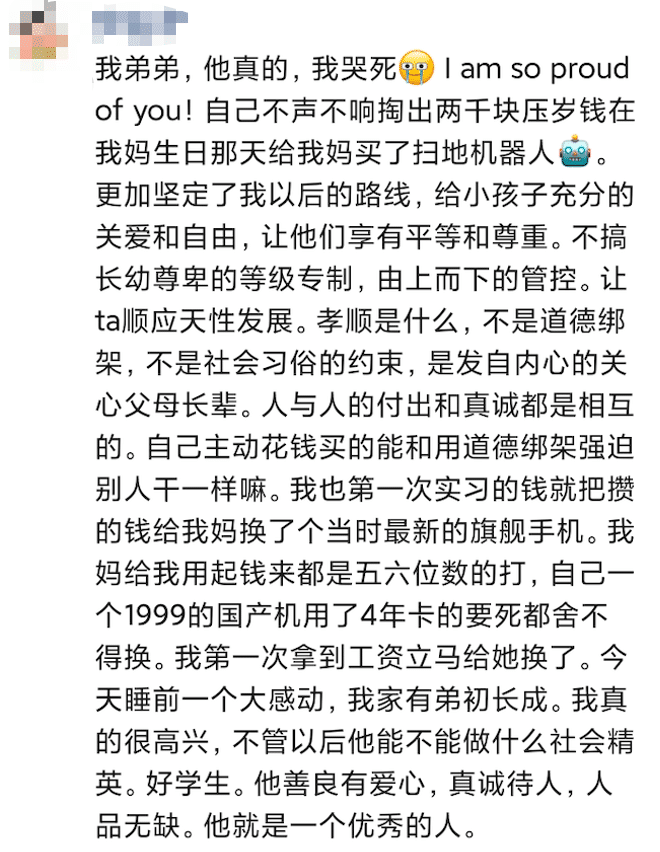 我弟弟，他真的，我哭死😭 I am so proud
of you！自己不声不响掏出两千块压岁钱在
我妈生日那天给我妈买了扫地机器人🤖。
更加坚定了我以后的路线，给小孩子充分的
关爱和自由，让他们享有平等和尊重。不搞
长幼尊卑的等级专制，由上而下的管控。让
ta顺应天性发展。孝顺是什么，不是道德绑
架，不是社会习俗的约束，是发自内心的关
心父母长辈。人与人的付出和真诚都是相互
的。自己主动花钱买的能和用道德绑架强迫
别人干一样嘛。我也第一次实习的钱就把攒
的钱给我妈换了个当时最新的旗舰手机。我
妈给我用起钱来都是五六位数的打，自己一
个1999的国产机用了4年卡的要死都舍不
得换。我第一次拿到工资立马给她换了。今
天睡前一个大感动，我家有弟初长成。我真
的很高兴，不管以后他能不能做什么社会精
英。好学生。他善良有爱心，真诚待人，人
品无缺。他就是一个优秀的人。